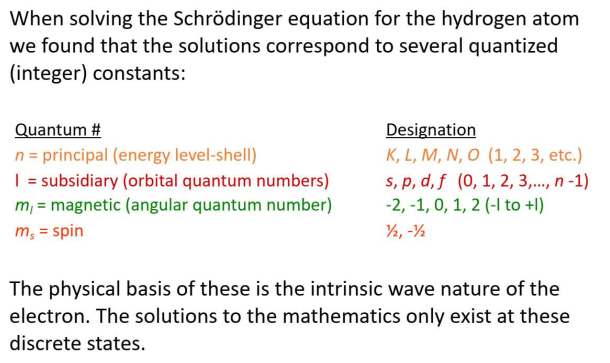 When solving the Schrödinger equation for the hydrogen atom
we found that the solutions correspond to several quantized
(integer) constants:
Quantum # Designation
n = principal (energy level-shell) K, L, M, N, O (1, 2, 3, etc.)
l = subsidiary (orbital quantum numbers) s, p, d, f (0, 1, 2, 3,..., n -1)
mₗ = magnetic (angular quantum number) -2, -1, 0, 1, 2 (-l to +l)
mₛ = spin ½, -½
The physical basis of these is the intrinsic wave nature of the
electron. The solutions to the mathematics only exist at these
discrete states.